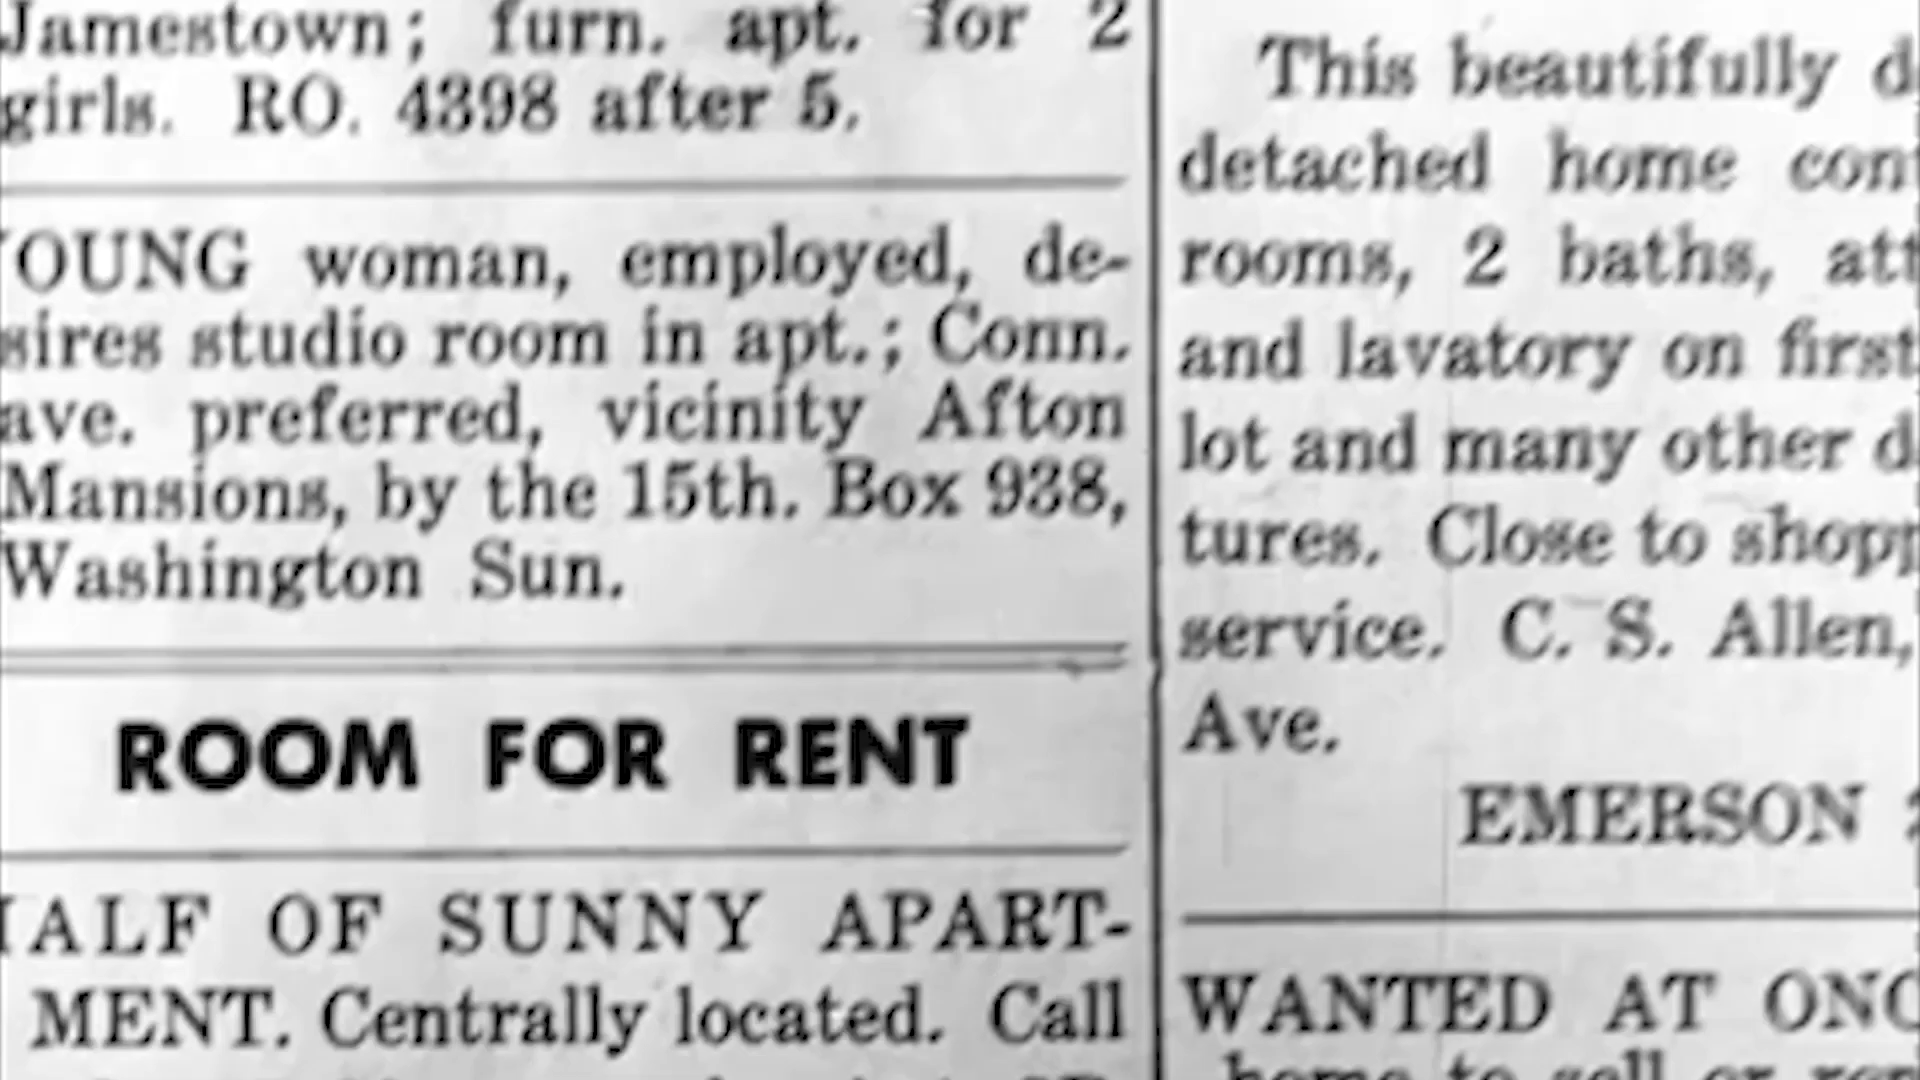 Jamestown; furn. apt. for 2
girls. RO. 4398 after 5.
OUNG woman, employed, de-
sires studio room in apt.; Conn.
ave. preferred, vicinity Afton
Mansions, by the 15th. Box 938,
Washington Sun.
ROOM FOR RENT
HALF OF SUNNY APART-
MENT. Centrally located. Call
This beautifully d
detached home con
rooms, 2 baths, att
and lavatory on first
lot and many other d
tures. Close to shopp
service. C. S. Allen,
Ave.
EMERSON
WANTED AT ONC
home to sell or ren